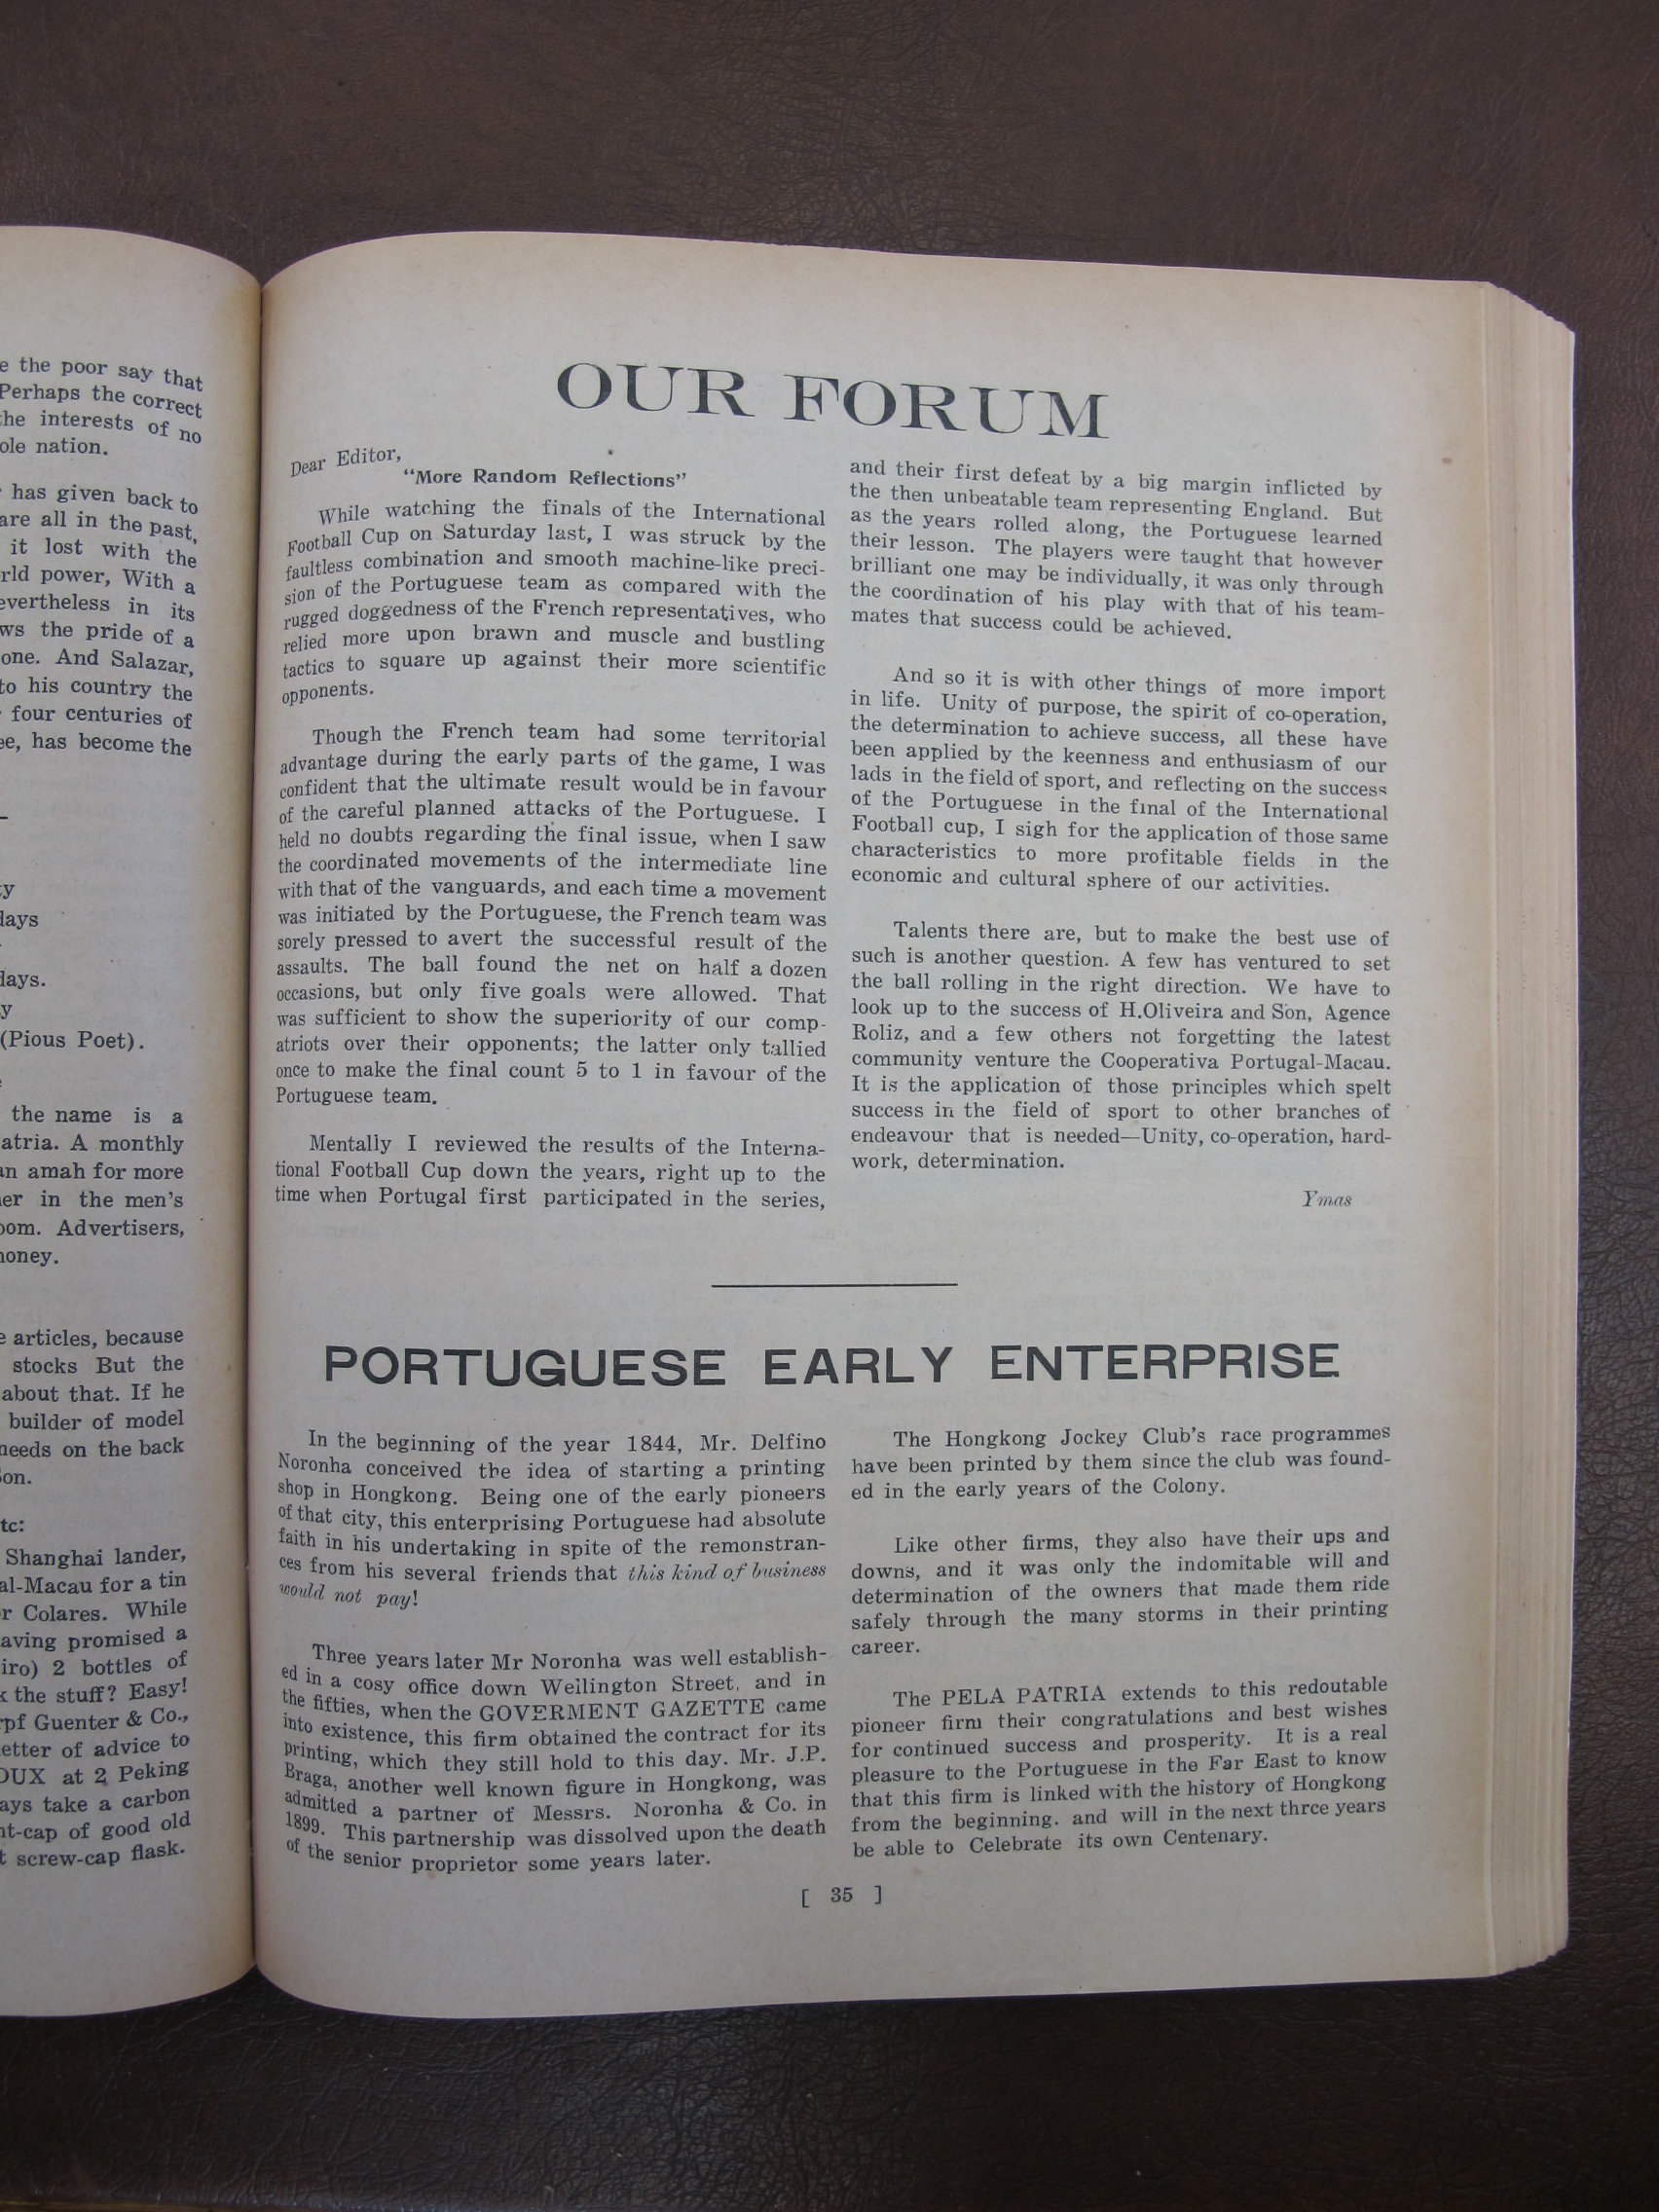 e the poor say that
Perhaps the correct
the interests of no
ole nation.
has given back to
are all in the past,
it lost with the
rld power, With a
evertheless in its
ws the pride of a
one. And Salazar,
to his country the
four centuries of
ee, has become the
ty
days
days.
y
(Pious Poet).
the name is a
atria. A monthly
an amah for more
her in the men's
oom. Advertisers,
noney.
e articles, because
stocks But the
about that. If he
builder of model
needs on the back
on.
tc:
Shanghai lander,
al-Macau for a tin
or Colares. While
aving promised a
iro) 2 bottles of
k the stuff? Easy!
rpf Guenter & Co.,
etter of advice to
OUX at 2 Peking
ays take a carbon
ht-cap of good old
t screw-cap flask.
OUR FORUM
Dear Editor,
"More Random Reflections"
While watching the finals of the International
Football Cup on Saturday last, I was struck by the
faultless combination and smooth machine-like preci-
sion of the Portuguese team as compared with the
rugged doggedness of the French representatives, who
relied more upon brawn and muscle and bustling
tactics to square up against their more scientific
opponents.
Though the French team had some territorial
advantage during the early parts of the game, I was
confident that the ultimate result would be in favour
of the careful planned attacks of the Portuguese. I
held no doubts regarding the final issue, when I saw
the coordinated movements of the intermediate line
with that of the vanguards, and each time a movement
was initiated by the Portuguese, the French team was
sorely pressed to avert the successful result of the
assaults. The ball found the net on half a dozen
occasions, but only five goals were allowed. That
was sufficient to show the superiority of our comp-
atriots over their opponents; the latter only tallied
once to make the final count 5 to 1 in favour of the
Portuguese team.
Mentally I reviewed the results of the Interna-
tional Football Cup down the years, right up to the
time when Portugal first participated in the series,
and their first defeat by a big margin inflicted by
the then unbeatable team representing England. But
as the years rolled along, the Portuguese learned
their lesson. The players were taught that however
brilliant one may be individually, it was only through
the coordination of his play with that of his team-
mates that success could be achieved.
And so it is with other things of more import
in life. Unity of purpose, the spirit of co-operation,
the determination to achieve success, all these have
been applied by the keenness and enthusiasm of our
lads in the field of sport, and reflecting on the success
of the Portuguese in the final of the International
Football cup, I sigh for the application of those same
characteristics to more profitable fields in the
economic and cultural sphere of our activities.
Talents there are, but to make the best use of
such is another question. A few has ventured to set
the ball rolling in the right direction. We have to
look up to the success of H.Oliveira and Son, Agence
Roliz, and a few others not forgetting the latest
community venture the Cooperativa Portugal-Macau.
It is the application of those principles which spelt
success in the field of sport to other branches of
endeavour that is needed—Unity, co-operation, hard-
work, determination.
Ymas
PORTUGUESE EARLY ENTERPRISE
In the beginning of the year 1844, Mr. Delfino
Noronha conceived the idea of starting a printing
shop in Hongkong. Being one of the early pioneers
of that city, this enterprising Portuguese had absolute
faith in his undertaking in spite of the remonstran-
ces from his several friends that this kind of business
would not pay!
Three years later Mr Noronha was well establish-
ed in a cosy office down Wellington Street, and in
the fifties, when the GOVERMENT GAZETTE came
into existence, this firm obtained the contract for its
printing, which they still hold to this day. Mr. J.P.
Braga, another well known figure in Hongkong, was
admitted a partner of Messrs. Noronha & Co. in
1899. This partnership was dissolved upon the death
of the senior proprietor some years later.
The Hongkong Jockey Club's race programmes
have been printed by them since the club was found-
ed in the early years of the Colony.
Like other firms, they also have their ups and
downs, and it was only the indomitable will and
determination of the owners that made them ride
safely through the many storms in their printing
career.
The PELA PATRIA extends to this redoutable
pioneer firm their congratulations and best wishes
for continued success and prosperity. It is a real
pleasure to the Portuguese in the Far East to know
that this firm is linked with the history of Hongkong
from the beginning. and will in the next three years
be able to Celebrate its own Centenary.
[ 35 ]